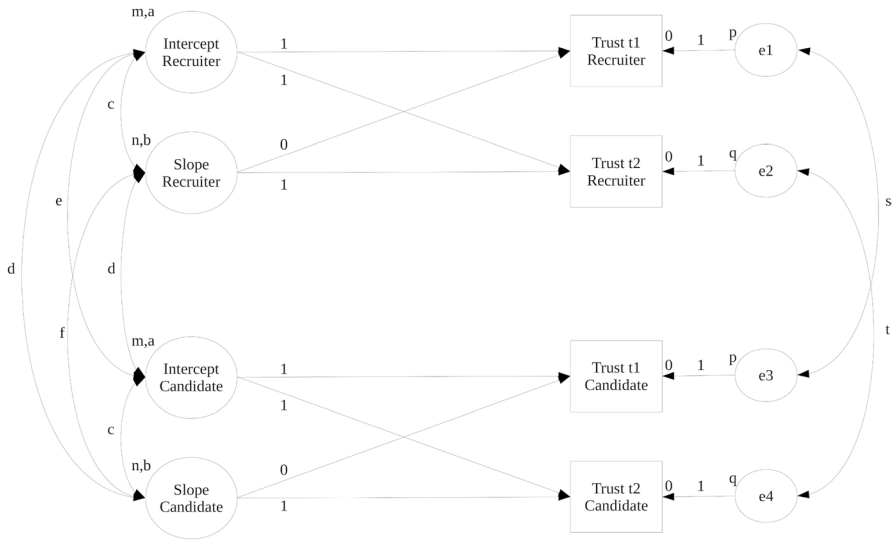 m,a
Intercept
Recruiter
1
1
Trust t1
Recruiter
0
1
p
e1
c
n,b
Slope
Recruiter
0
1
Trust t2
Recruiter
0
1
q
e2
e
s
d
d
f
t
m,a
Intercept
Candidate
1
1
Trust t1
Candidate
0
1
p
e3
c
n,b
Slope
Candidate
0
1
Trust t2
Candidate
0
1
q
e4